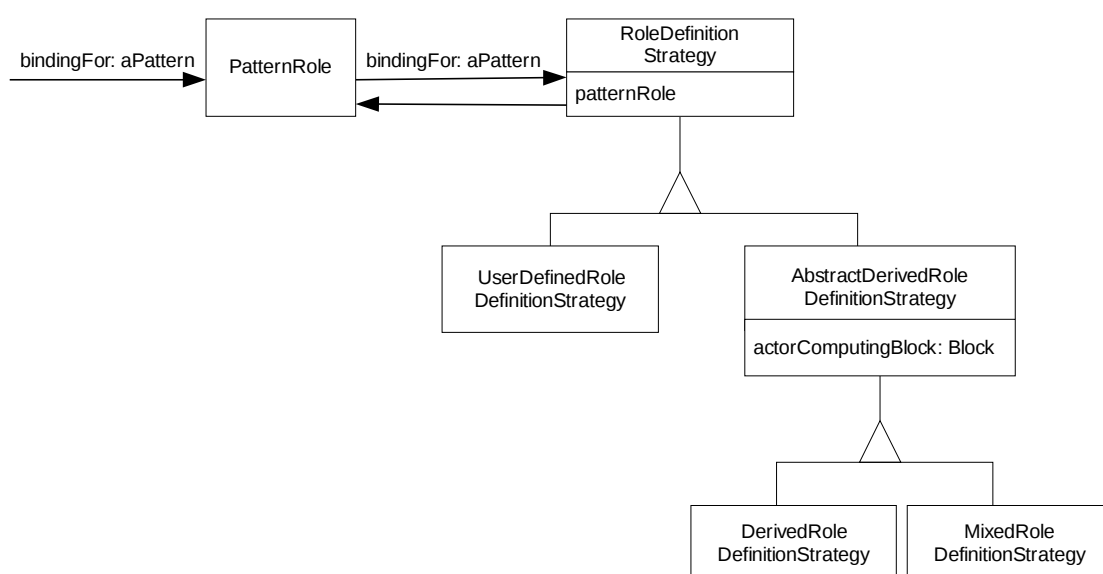 bindingFor: aPattern
PatternRole
bindingFor: aPattern
RoleDefinition
Strategy
patternRole
UserDefinedRole
DefinitionStrategy
AbstractDerivedRole
DefinitionStrategy
actorComputingBlock: Block
DerivedRole
DefinitionStrategy
MixedRole
DefinitionStrategy